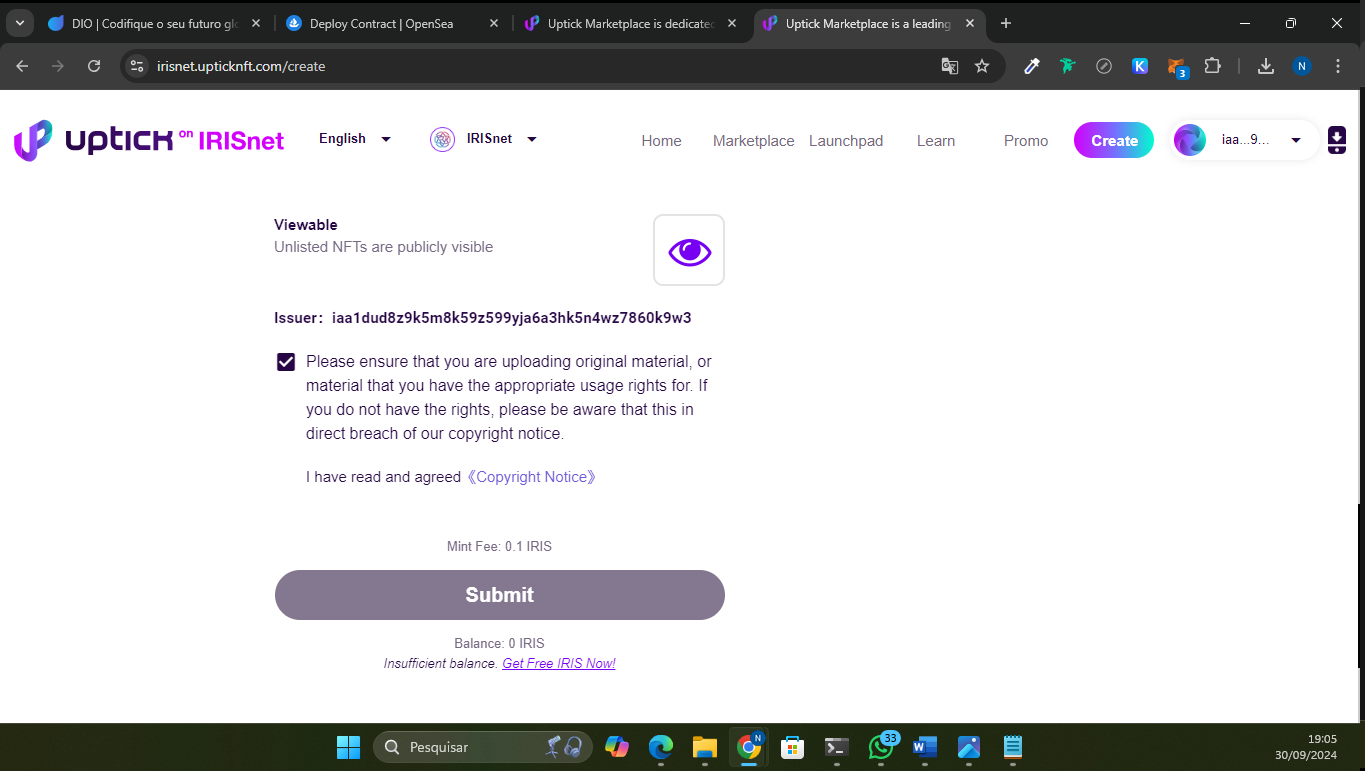 DIO | Codifique o seu futuro glo
Deploy Contract | OpenSea
Uptick Marketplace is dedicated
Uptick Marketplace is a leading
irisnet.upticknft.com/create
K
3
N
uptick on IRISnet
English
IRISnet
Home
Marketplace
Launchpad
Learn
Promo
Create
iaa...9...
Viewable
Unlisted NFTs are publicly visible
Issuer: iaa1dud8z9k5m8k59z599yja6a3hk5n4wz7860k9w3
Please ensure that you are uploading original material, or
material that you have the appropriate usage rights for. If
you do not have the rights, please be aware that this in
direct breach of our copyright notice.
I have read and agreed《Copyright Notice》
Mint Fee: 0.1 IRIS
Submit
Balance: 0 IRIS
Insufficient balance. Get Free IRIS Now!
Pesquisar
N
33
W
19:05
30/09/2024